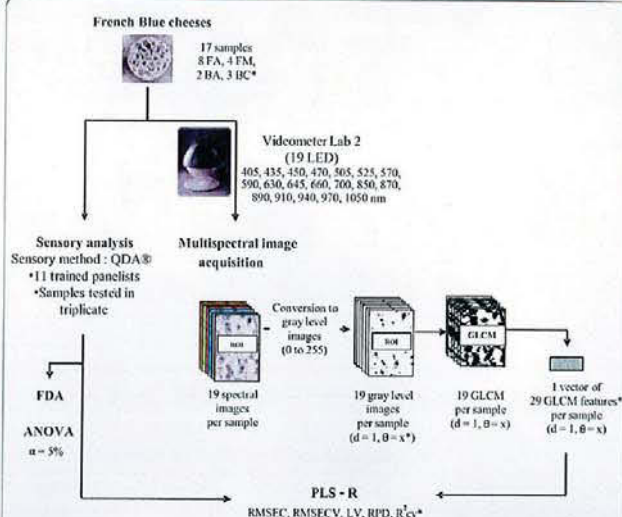 French Blue cheeses
17 samples
8 FA, 4 FM,
2 BA, 3 BC*
Videometer Lab 2
(19 LED)
405, 435, 450, 470, 505, 525, 570,
590, 630, 645, 660, 700, 850, 870,
890, 910, 940, 970, 1050 nm
Sensory analysis
Sensory method : QDA®
•11 trained panelists
•Samples tested in
triplicate
Multispectral image
acquisition
ROI
Conversion to
gray level
images
(0 to 255)
ROI
GLCM
19 spectral
images
per sample
19 gray level
images
per sample
(d = 1, θ = x*)
19 GLCM
per sample
(d = 1, θ = x)
1 vector of
29 GLCM features*
per sample
(d = 1, θ = x)
FDA
ANOVA
α = 5%
PLS - R
RMSEC, RMSECV, LV, RPD, R²cv*